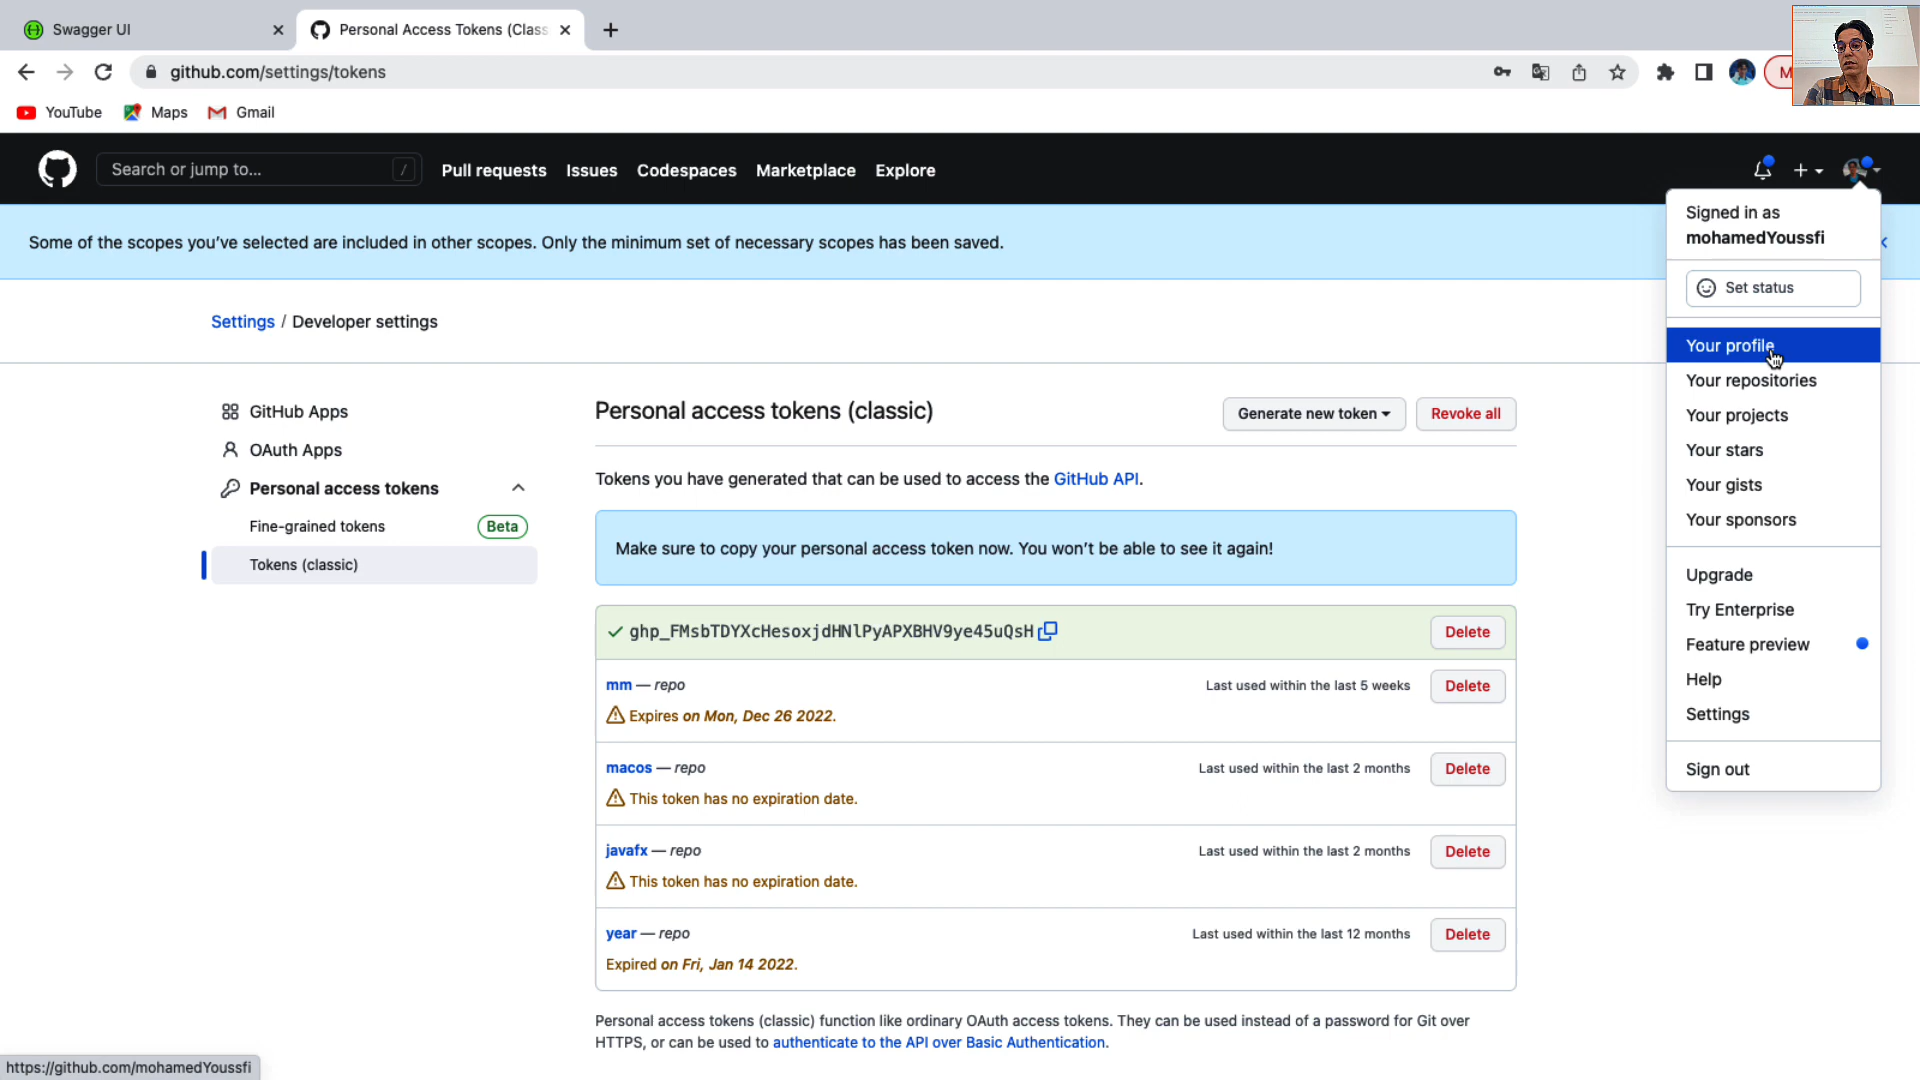 Swagger UI
Personal Access Tokens (Class
github.com/settings/tokens
M
YouTube Maps Gmail
Search or jump to... /
Pull requests Issues Codespaces Marketplace Explore
Signed in as
mohamedYoussfi
Some of the scopes you've selected are included in other scopes. Only the minimum set of necessary scopes has been saved.
Set status
Settings / Developer settings
Your profile
Your repositories
Your projects
Your stars
Your gists
Your sponsors
Upgrade
Try Enterprise
Feature preview
Help
Settings
Sign out
GitHub Apps
OAuth Apps
Personal access tokens
Fine-grained tokens Beta
Tokens (classic)
Personal access tokens (classic)
Generate new token
Revoke all
Tokens you have generated that can be used to access the GitHub API.
Make sure to copy your personal access token now. You won't be able to see it again!
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 Delete
mm — repo Last used within the last 5 weeks Delete
Expires on Mon, Dec 26 2022.
macos — repo Last used within the last 2 months Delete
This token has no expiration date.
javafx — repo Last used within the last 2 months Delete
This token has no expiration date.
year — repo Last used within the last 12 months Delete
Expired on Fri, Jan 14 2022.
Personal access tokens (classic) function like ordinary OAuth access tokens. They can be used instead of a password for Git over
HTTPS, or can be used to authenticate to the API over Basic Authentication.
https://github.com/mohamedYoussfi